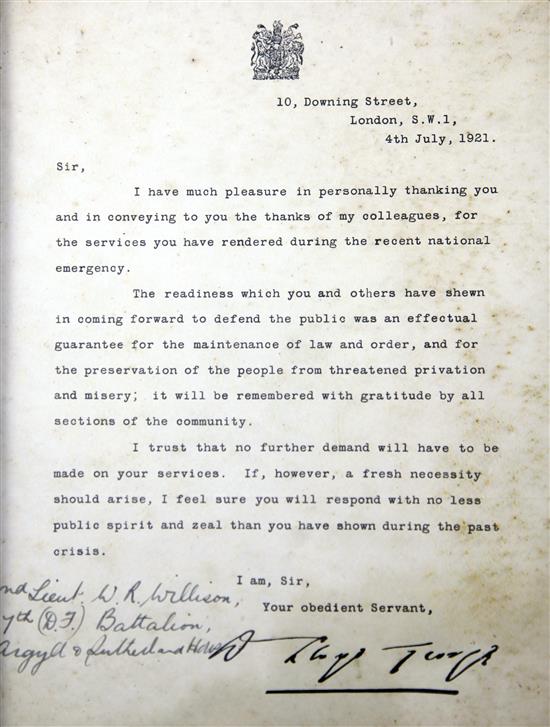 10, Downing Street,
London, S.W.1,
4th July, 1921.
Sir,
I have much pleasure in personally thanking you
and in conveying to you the thanks of my colleagues, for
the services you have rendered during the recent national
emergency.
The readiness which you and others have shewn
in coming forward to defend the public was an effectual
guarantee for the maintenance of law and order, and for
the preservation of the people from threatened privation
and misery; it will be remembered with gratitude by all
sections of the community.
I trust that no further demand will have to be
made on your services. If, however, a fresh necessity
should arise, I feel sure you will respond with no less
public spirit and zeal than you have shown during the past
crisis.
I am, Sir,
Your obedient Servant,
nd Lieut. W. R. Willison,
7th (D.F.) Battalion,
Argyll & Sutherland
D Lloyd George